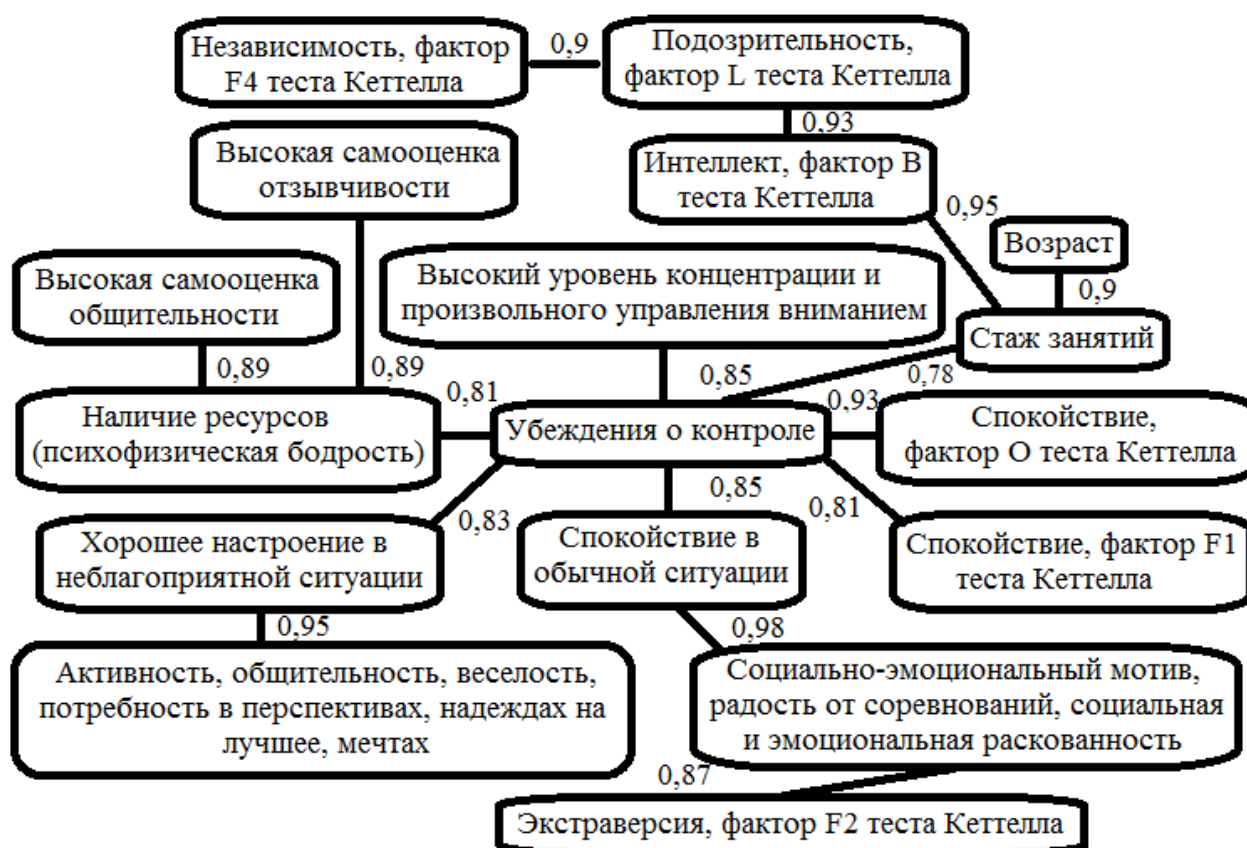 Независимость, фактор
F4 теста Кеттелла
0,9
Подозрительность,
фактор L теста Кеттелла
0,93
Высокая самооценка
отзывчивости
Интеллект, фактор В
теста Кеттелла
0,95
Возраст
0,9
Высокая самооценка
общительности
Высокий уровень концентрации и
произвольного управления вниманием
Стаж занятий
0,89
0,89
0,81
0,85
0,78
0,93
Наличие ресурсов
(психофизическая бодрость)
Убеждения о контроле
Спокойствие,
фактор О теста Кеттелла
0,83
0,85
0,81
Хорошее настроение в
неблагоприятной ситуации
Спокойствие в
обычной ситуации
Спокойствие, фактор F1
теста Кеттелла
0,95
0,98
Активность, общительность, веселость,
потребность в перспективах, надеждах на
лучшее, мечтах
Социально-эмоциональный мотив,
радость от соревнований, социальная
и эмоциональная раскованность
0,87
Экстраверсия, фактор F2 теста Кеттелла